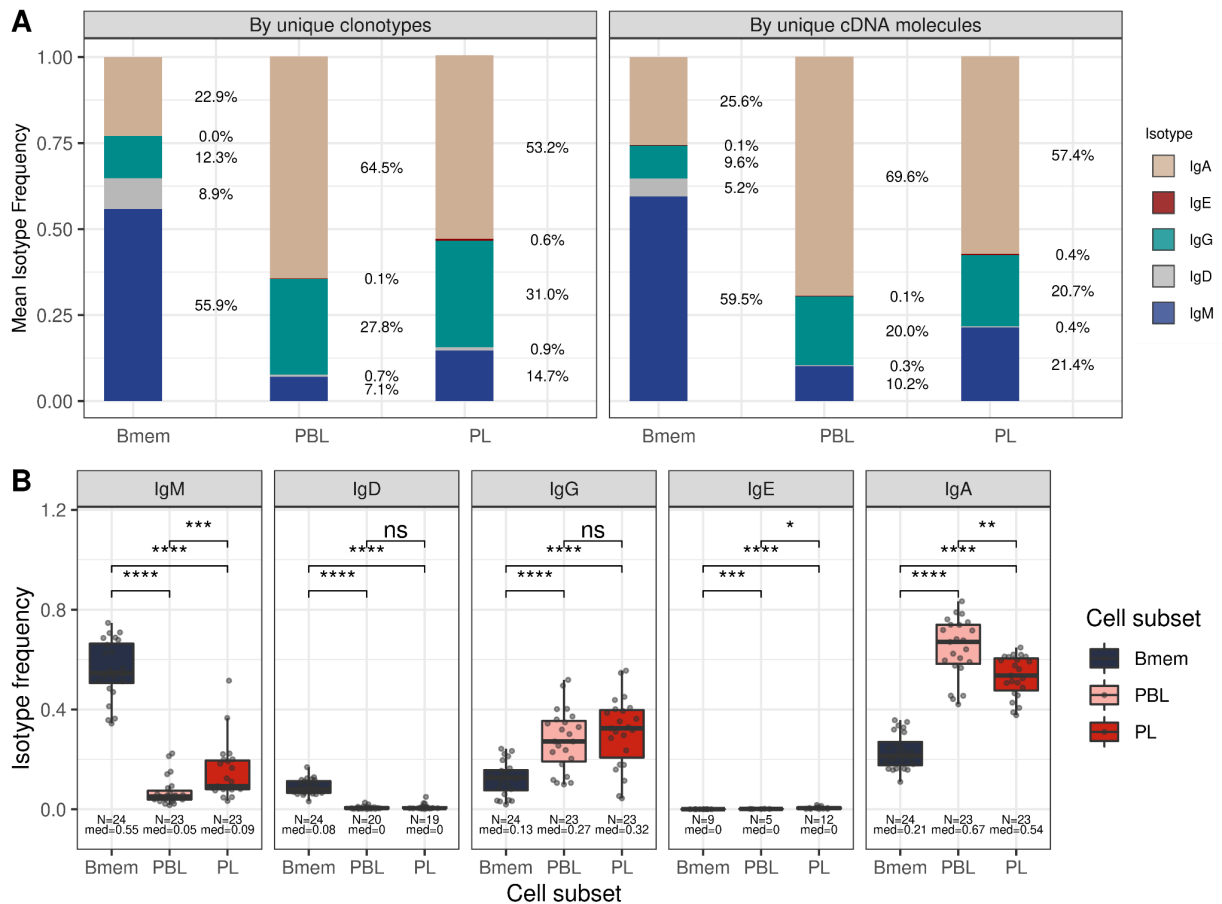 A
By unique clonotypes
By unique cDNA molecules
Mean Isotype Frequency
1.00
0.75
0.50
0.25
0.00
22.9%
0.0%
12.3%
8.9%
55.9%
64.5%
0.1%
27.8%
0.7%
7.1%
53.2%
0.6%
31.0%
0.9%
14.7%
25.6%
0.1%
9.6%
5.2%
59.5%
69.6%
0.1%
20.0%
0.3%
10.2%
57.4%
0.4%
20.7%
0.4%
21.4%
Bmem PBL PL
Bmem PBL PL
Isotype
IgA
IgE
IgG
IgD
IgM
B
IgM IgD IgG IgE IgA
Isotype frequency
1.2
0.8
0.4
0.0
***
****
****
ns
****
****
ns
****
****
*
****
***
**
****
****
N=24 N=23 N=23
med=0.55 med=0.05 med=0.09
N=24 N=20 N=19
med=0.08 med=0 med=0
N=24 N=23 N=23
med=0.13 med=0.27 med=0.32
N=9 N=5 N=12
med=0 med=0 med=0
N=24 N=23 N=23
med=0.21 med=0.67 med=0.54
Bmem PBL PL
Bmem PBL PL
Bmem PBL PL
Bmem PBL PL
Bmem PBL PL
Cell subset
Cell subset
Bmem
PBL
PL